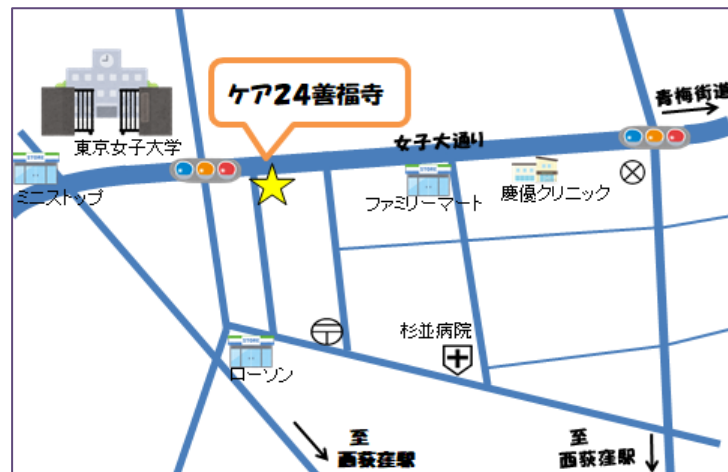 ケア24善福寺
青梅街道
女子大通り
東京女子大学
STORE
ミニストップ
STORE
ファミリーマート
慶優クリニック
杉並病院
STORE
ローソン
至
西荻窪駅
至
西荻窪駅